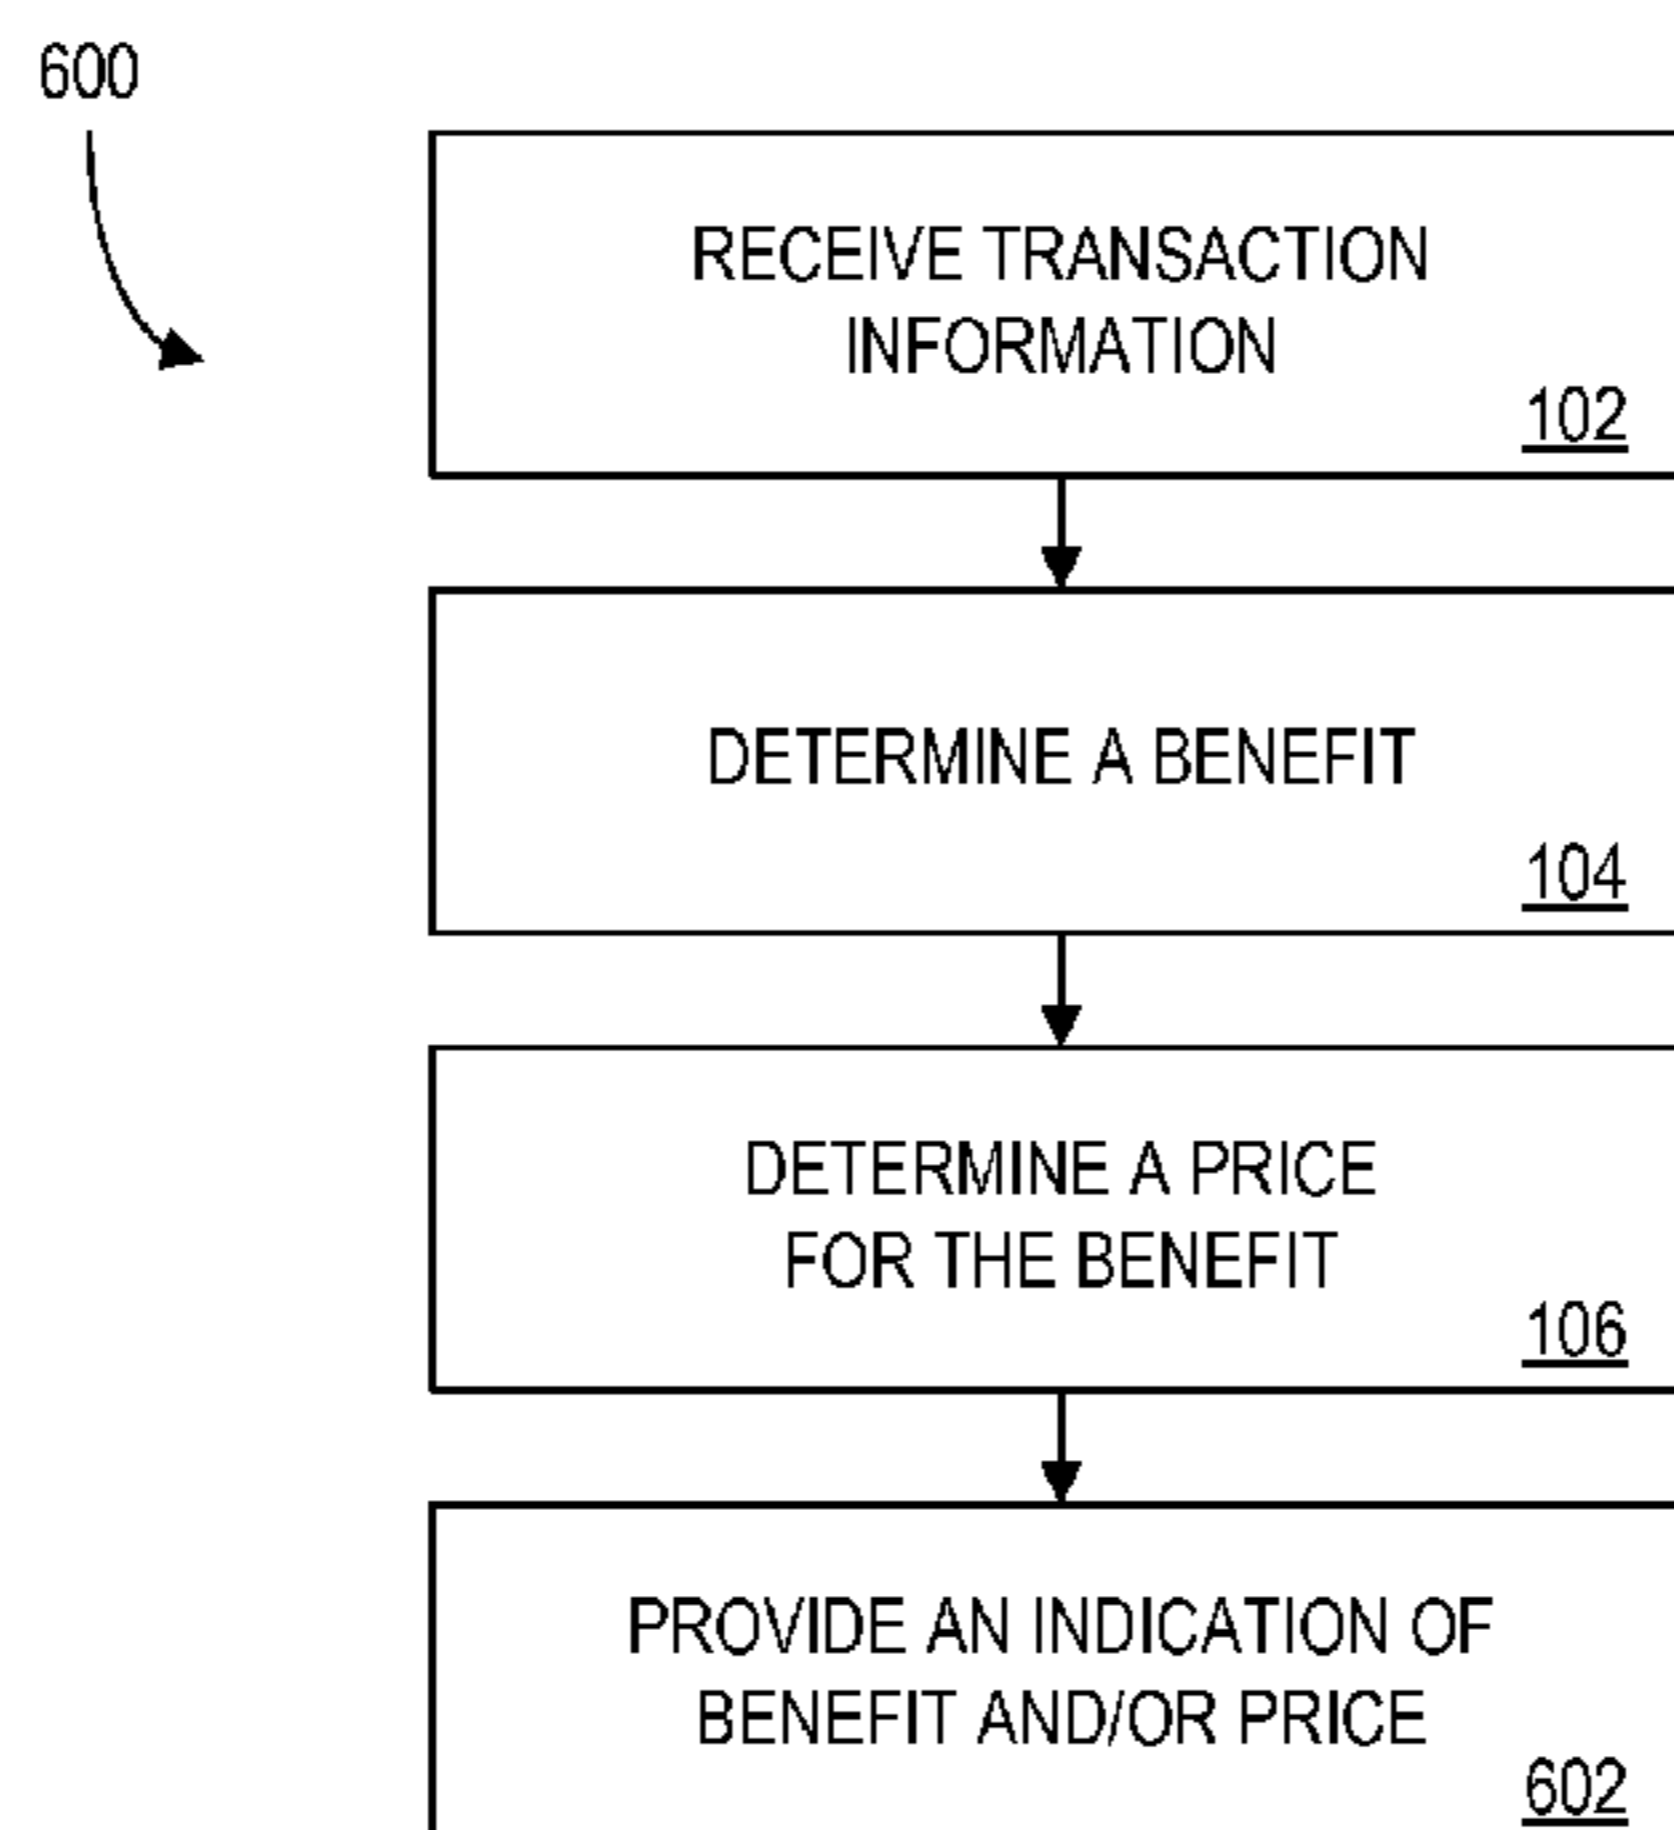 600
RECEIVE TRANSACTION
INFORMATION
102
DETERMINE A BENEFIT
104
DETERMINE A PRICE
FOR THE BENEFIT
106
PROVIDE AN INDICATION OF
BENEFIT AND/OR PRICE
602